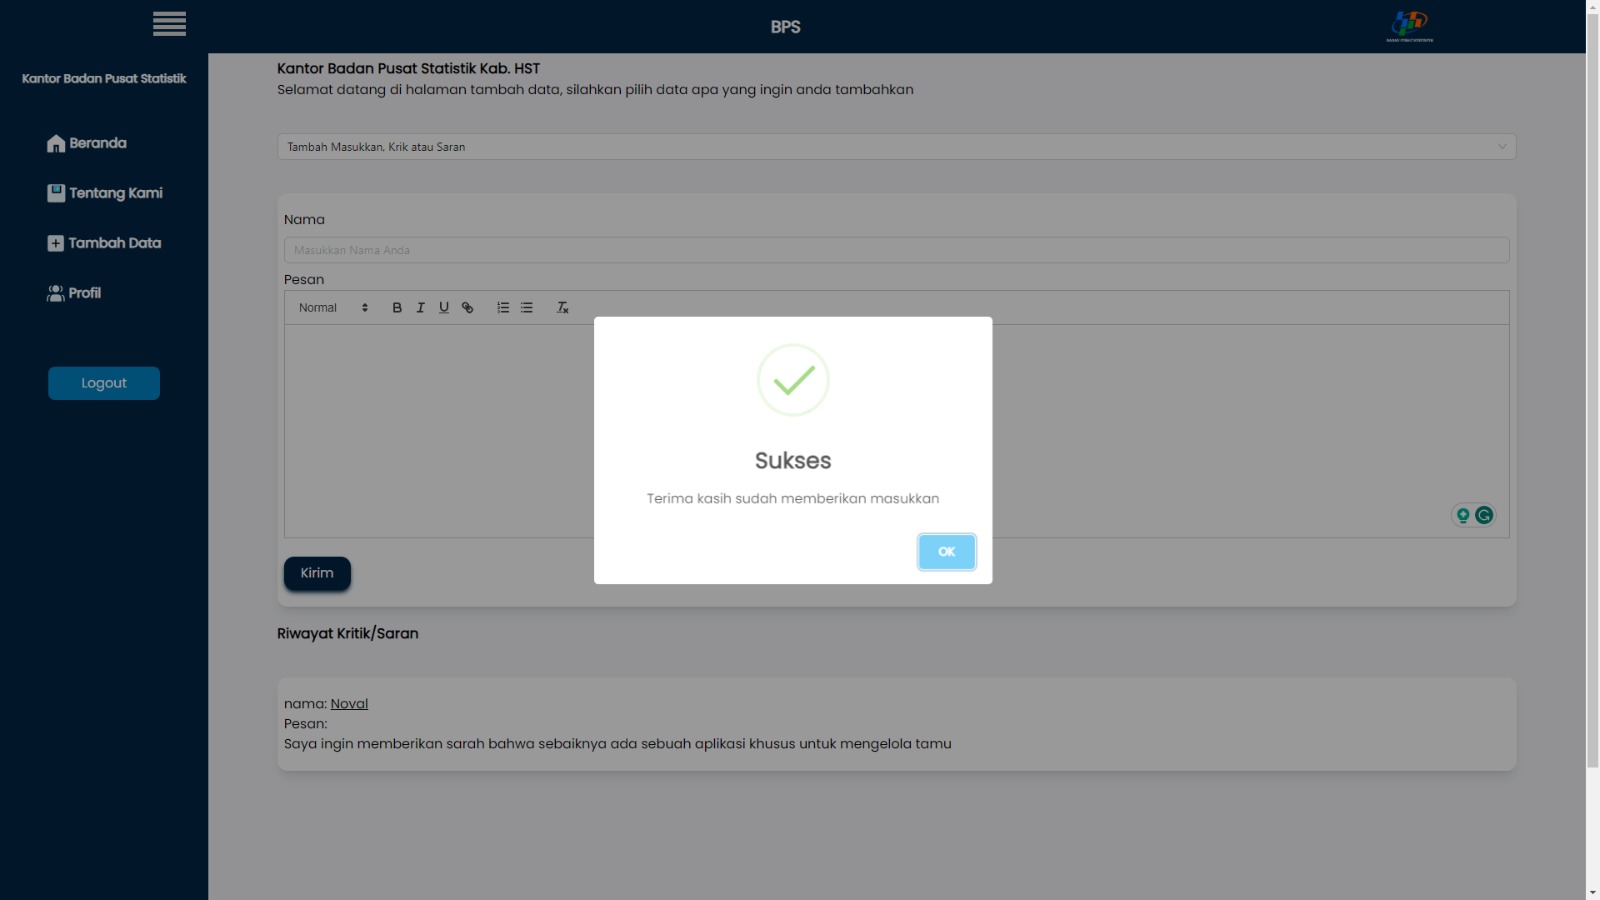 BPS
Kantor Badan Pusat Statistik
Beranda
Tentang Kami
Tambah Data
Profil
Logout
Kantor Badan Pusat Statistik Kab. HST
Selamat datang di halaman tambah data, silahkan pilih data apa yang ingin anda tambahkan
Tambah Masukkan, Krik atau Saran
Nama
Masukkan Nama Anda
Pesan
Normal
Sukses
Terima kasih sudah memberikan masukkan
OK
Kirim
Riwayat Kritik/Saran
nama: Noval
Pesan:
Saya ingin memberikan sarah bahwa sebaiknya ada sebuah aplikasi khusus untuk mengelola tamu